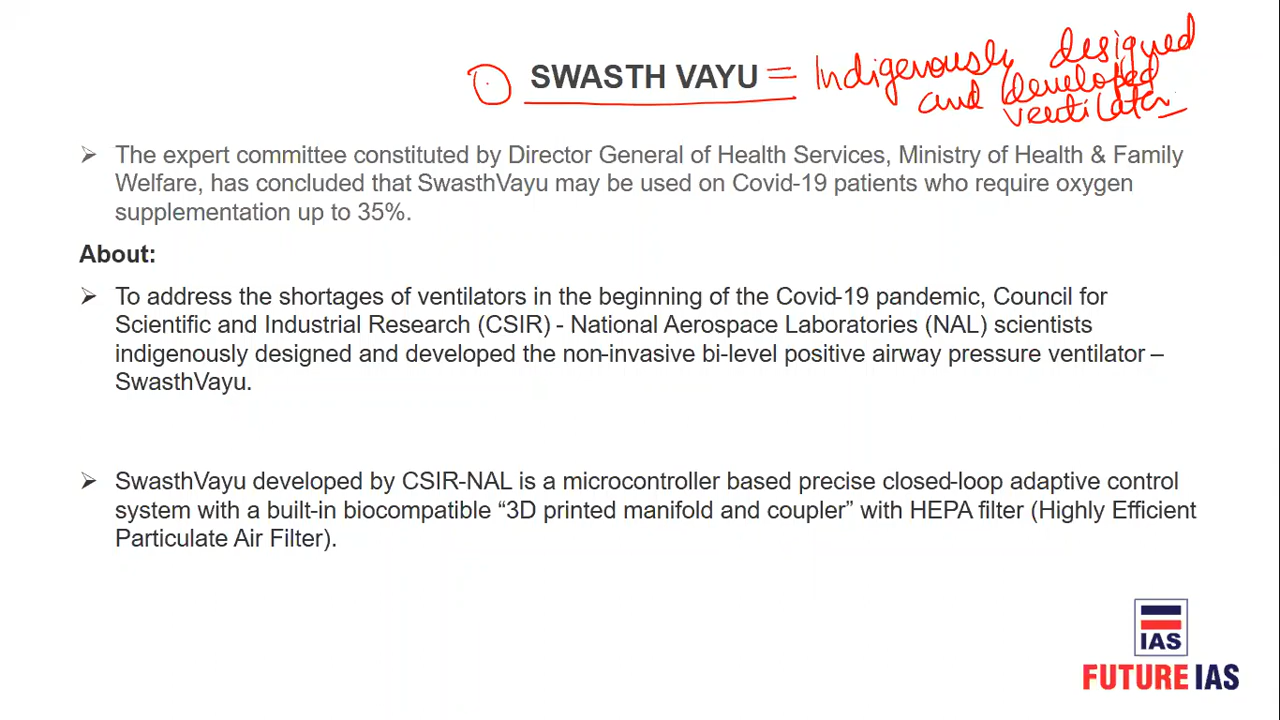 SWASTH VAYU = Indigenously designed
and developed
ventilator
➢ The expert committee constituted by Director General of Health Services, Ministry of Health & Family
Welfare, has concluded that SwasthVayu may be used on Covid-19 patients who require oxygen
supplementation up to 35%.
About:
➢ To address the shortages of ventilators in the beginning of the Covid-19 pandemic, Council for
Scientific and Industrial Research (CSIR) - National Aerospace Laboratories (NAL) scientists
indigenously designed and developed the non-invasive bi-level positive airway pressure ventilator –
SwasthVayu.
➢ SwasthVayu developed by CSIR-NAL is a microcontroller based precise closed-loop adaptive control
system with a built-in biocompatible “3D printed manifold and coupler” with HEPA filter (Highly Efficient
Particulate Air Filter).
IAS
FUTURE IAS